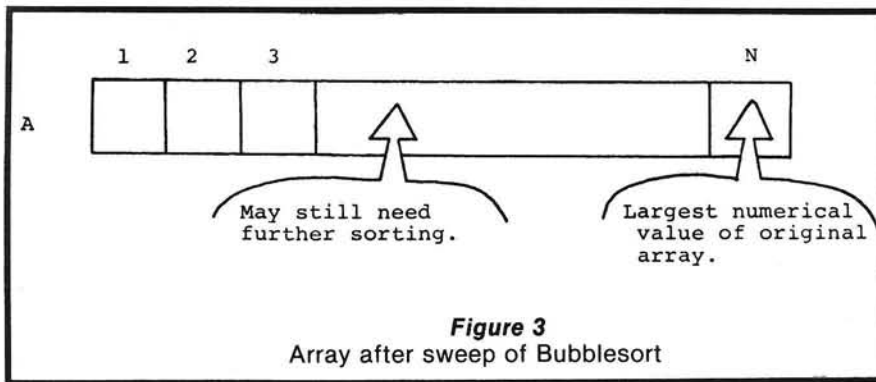 1 2 3 N
A
May still need
further sorting.
Largest numerical
value of original
array.
Figure 3
Array after sweep of Bubblesort